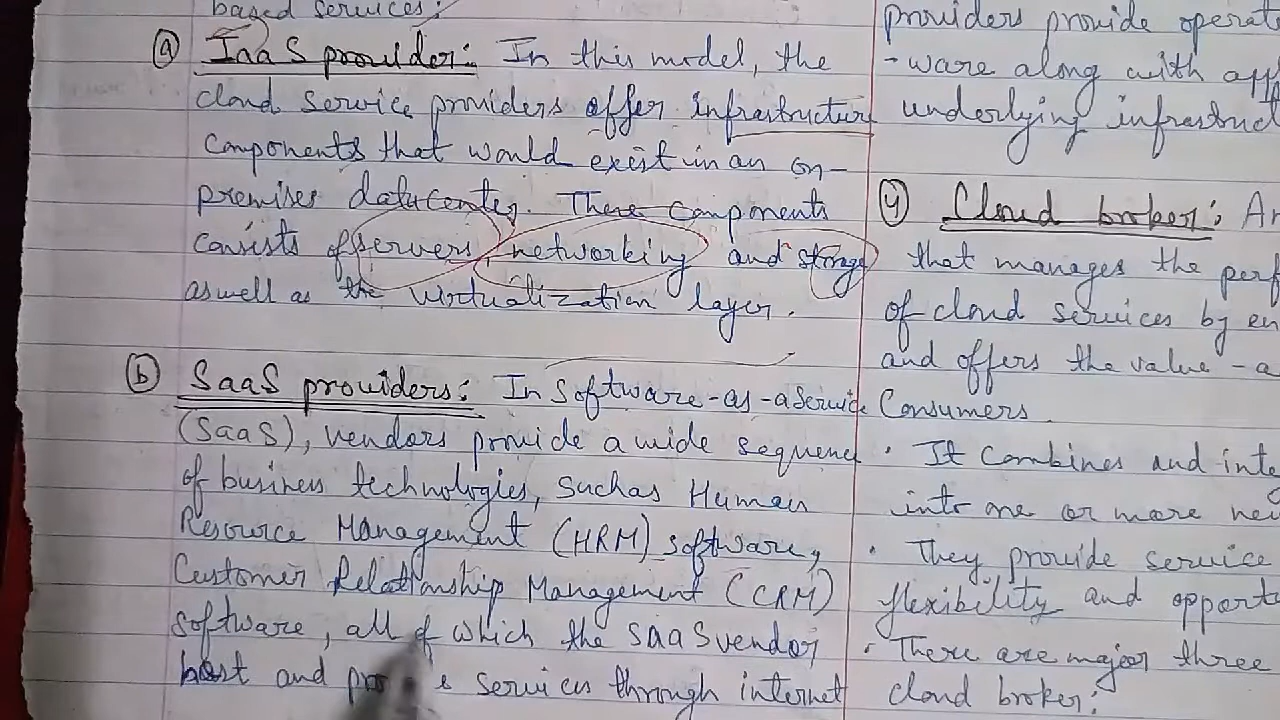 based services:
(a) IaaS provider: In this model, the
cloud service providers offer infrastructure
components that would exist in an on-
premises datacenter. These components
consists of servers networking and storage
as well as the virtualization layer.
(b) SaaS providers: In Software-as-a Service
(SaaS), vendors provide a wide sequence
of business technologies, such as Human
Resource Management (HRM) software,
Customer Relationship Management (CRM)
software, all of which the SaaS vendor
host and services through internet
providers provide operat
-ware along with app
underlying infrastruc
4) Cloud broker: An
that manages the perf
of cloud services by en
and offers the value-a
Consumers.
• It combines and inte
into one or more new
• They provide service
flexibility and opport
• There are major three
cloud broker: